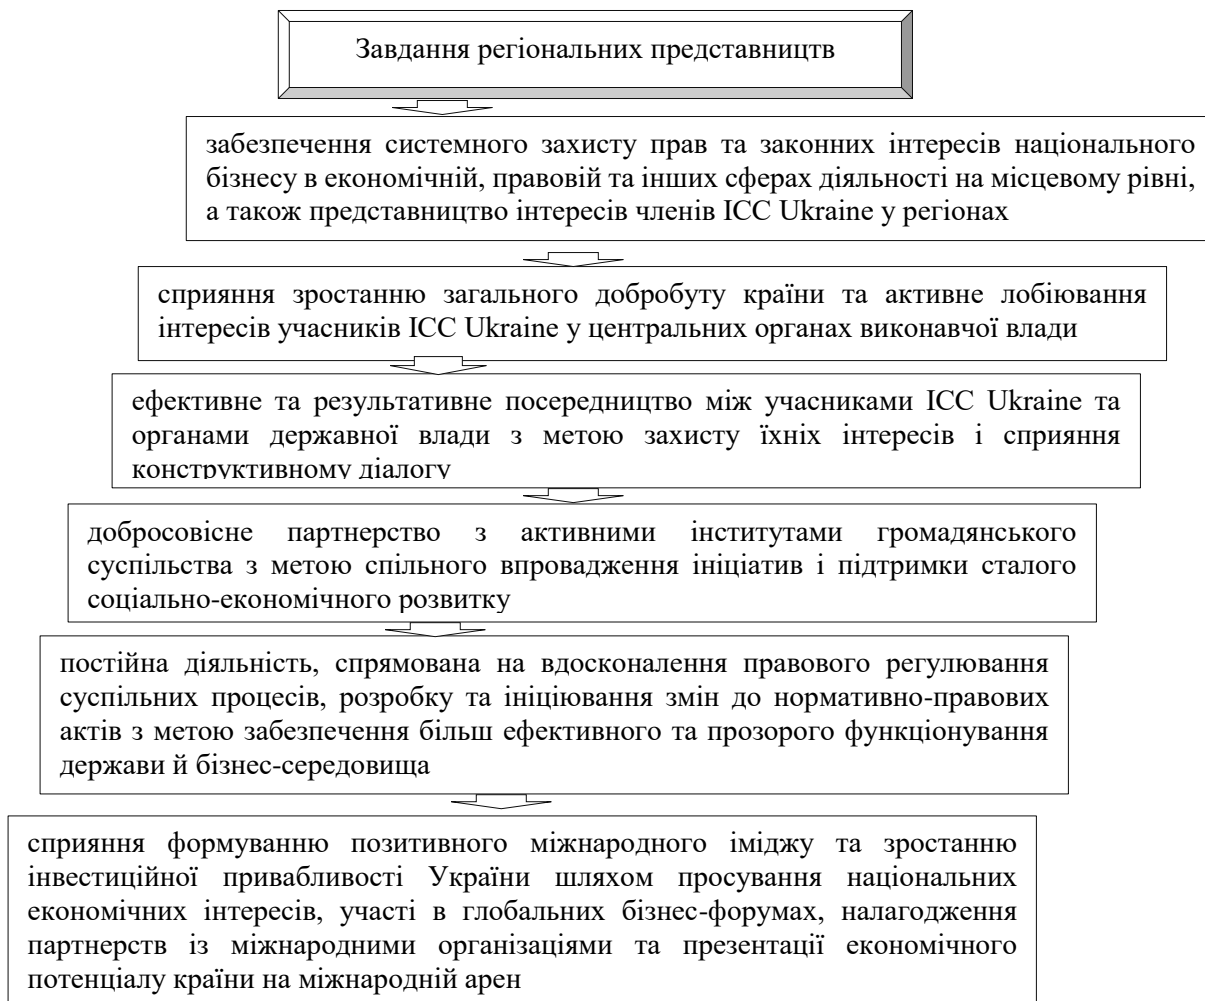 Завдання регіональних представництв
забезпечення системного захисту прав та законних інтересів національного
бізнесу в економічній, правовій та інших сферах діяльності на місцевому рівні,
а також представництво інтересів членів ICC Ukraine у регіонах
сприяння зростанню загального добробуту країни та активне лобіювання
інтересів учасників ICC Ukraine у центральних органах виконавчої влади
ефективне та результативне посередництво між учасниками ICC Ukraine та
органами державної влади з метою захисту їхніх інтересів і сприяння
конструктивному діалогу
добросовісне партнерство з активними інститутами громадянського
суспільства з метою спільного впровадження ініціатив і підтримки сталого
соціально-економічного розвитку
постійна діяльність, спрямована на вдосконалення правового регулювання
суспільних процесів, розробку та ініціювання змін до нормативно-правових
актів з метою забезпечення більш ефективного та прозорого функціонування
держави й бізнес-середовища
сприяння формуванню позитивного міжнародного іміджу та зростанню
інвестиційної привабливості України шляхом просування національних
економічних інтересів, участі в глобальних бізнес-форумах, налагодження
партнерств із міжнародними організаціями та презентації економічного
потенціалу країни на міжнародній арен